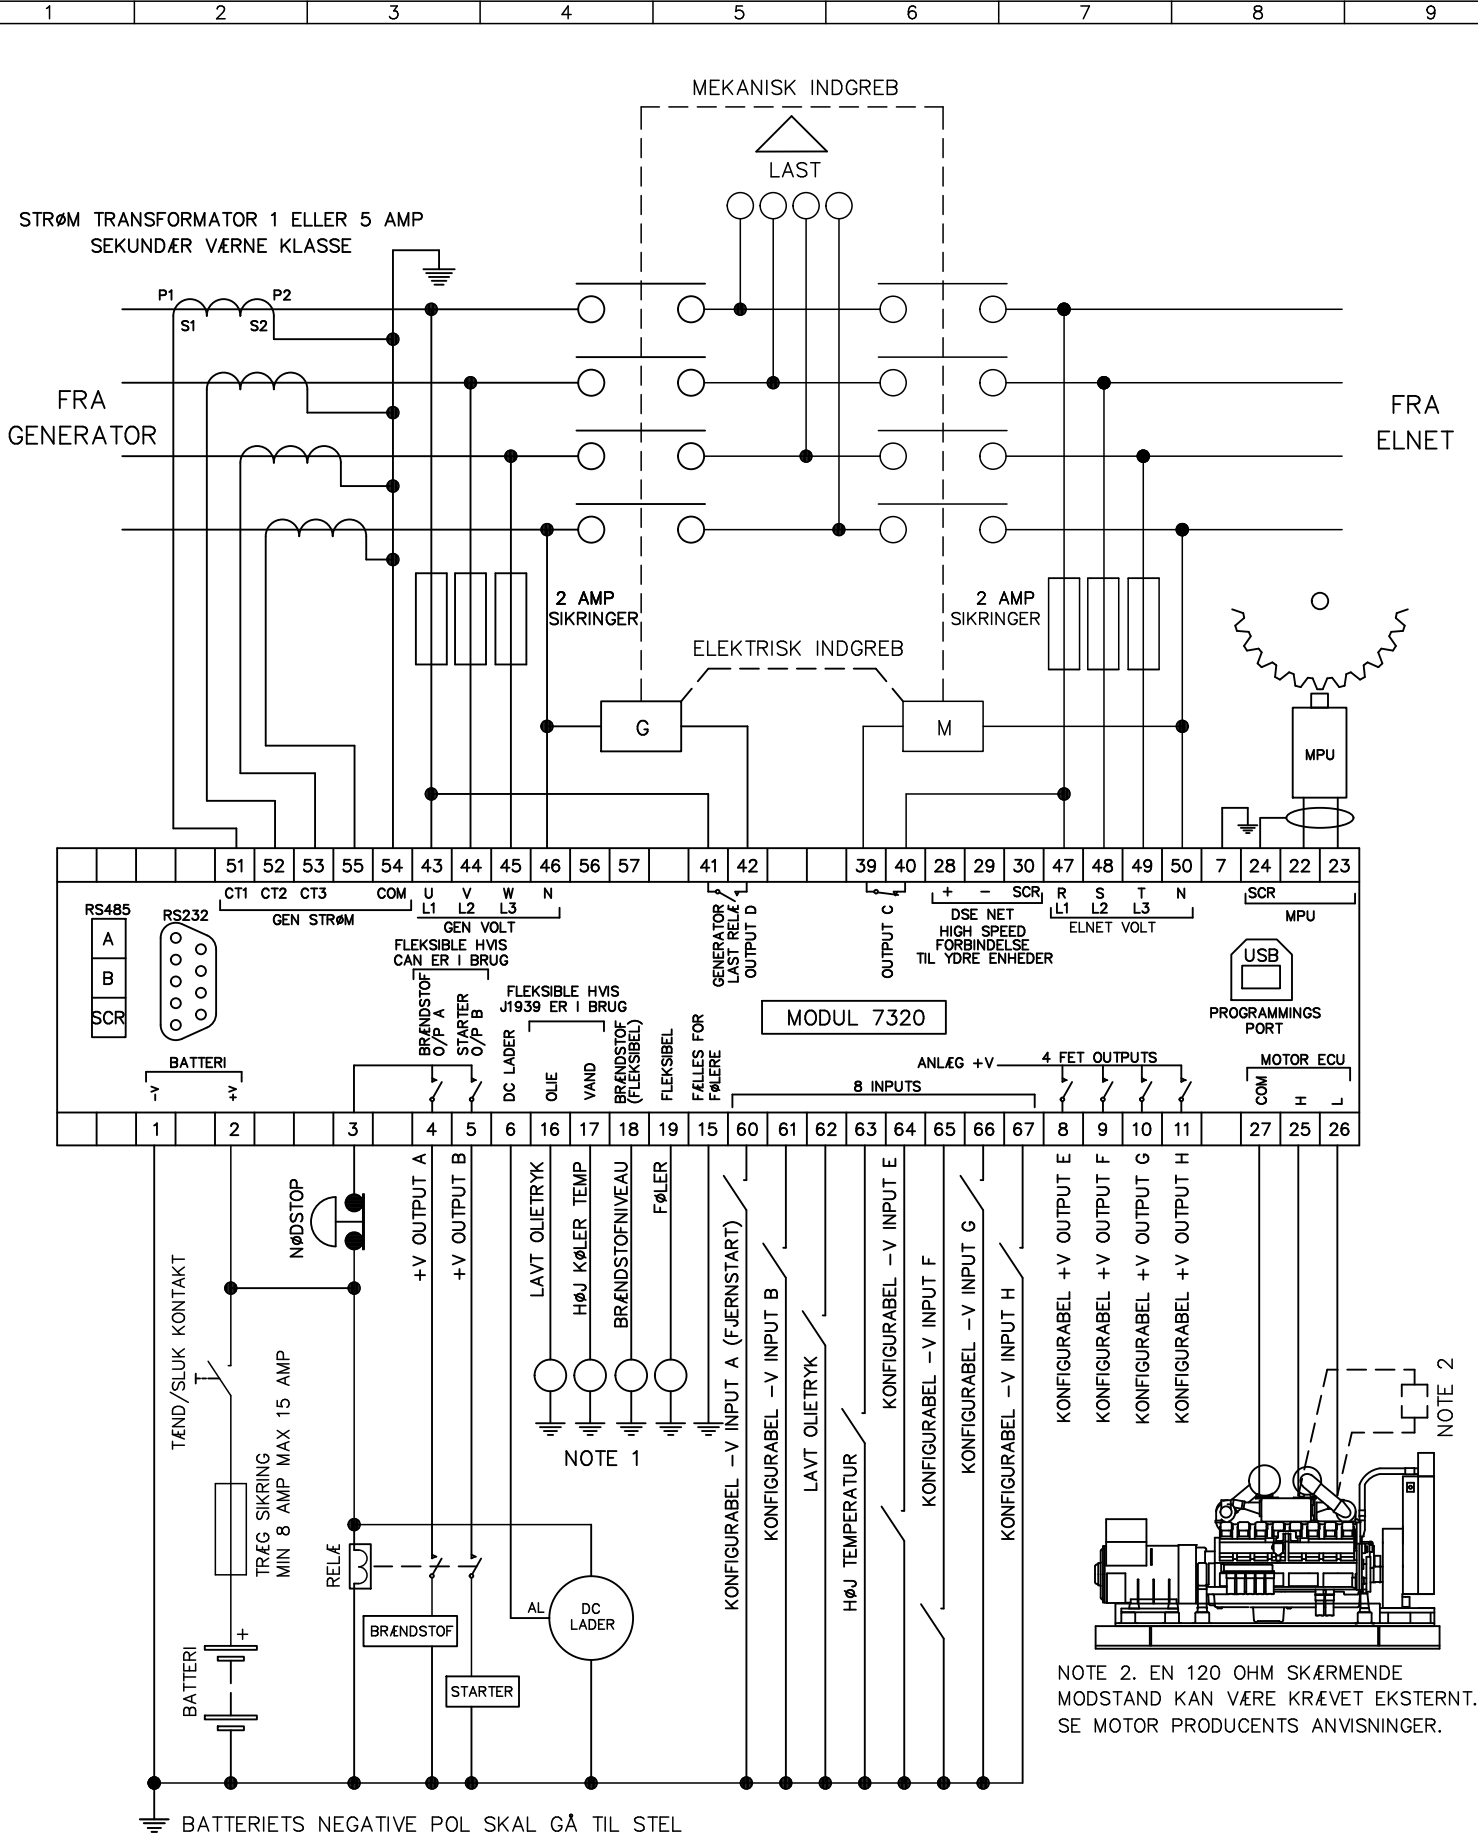 1 2 3 4 5 6 7 8 9
MEKANISK INDGREB
LAST
STRØM TRANSFORMATOR 1 ELLER 5 AMP
SEKUNDÆR VÆRNE KLASSE
P1 P2
S1 S2
FRA
GENERATOR
FRA
ELNET
2 AMP
SIKRINGER
2 AMP
SIKRINGER
ELEKTRISK INDGREB
G
M
MPU
51 52 53 55 54 43 44 45 46 56 57 41 42 39 40 28 29 30 47 48 49 50 7 24 22 23
CT1 CT2 CT3 COM U V W N + − SCR R S T N SCR
L1 L2 L3
L1 L2 L3
GEN STRØM
GEN VOLT
FLEKSIBLE HVIS
CAN ER I BRUG
GENERATOR
LAST RELÆ/
OUTPUT D
OUTPUT C
DSE NET
HIGH SPEED
FORBINDELSE
TIL YDRE ENHEDER
ELNET VOLT
MPU
RS485
A
B
SCR
RS232
BRÆNDSTOF
O/P A
STARTER
O/P B
DC LADER
FLEKSIBLE HVIS
J1939 ER I BRUG
OLIE
VAND
BRÆNDSTOF
(FLEKSIBEL)
FLEKSIBEL
FÆLLES FOR
FØLERE
MODUL 7320
USB
PROGRAMMINGS
PORT
BATTERI
−V
+V
8 INPUTS
ANLÆG +V
4 FET OUTPUTS
MOTOR ECU
COM
H
L
1 2 3 4 5 6 16 17 18 19 15 60 61 62 63 64 65 66 67 8 9 10 11 27 25 26
NØDSTOP
+V OUTPUT A
+V OUTPUT B
LAVT OLIETRYK
HØJ KØLER TEMP
BRÆNDSTOFNIVEAU
FØLER
KONFIGURABEL −V INPUT A (FJERNSTART)
KONFIGURABEL −V INPUT B
LAVT OLIETRYK
HØJ TEMPERATUR
KONFIGURABEL −V INPUT E
KONFIGURABEL −V INPUT F
KONFIGURABEL −V INPUT G
KONFIGURABEL −V INPUT H
KONFIGURABEL +V OUTPUT E
KONFIGURABEL +V OUTPUT F
KONFIGURABEL +V OUTPUT G
KONFIGURABEL +V OUTPUT H
TÆND/SLUK KONTAKT
TRÆG SIKRING
MIN 8 AMP MAX 15 AMP
NOTE 1
NOTE 2
RELÆ
BATTERI
+
BRÆNDSTOF
STARTER
AL
DC
LADER
NOTE 2. EN 120 OHM SKÆRMENDE
MODSTAND KAN VÆRE KRÆVET EKSTERNT.
SE MOTOR PRODUCENTS ANVISNINGER.
BATTERIETS NEGATIVE POL SKAL GÅ TIL STEL